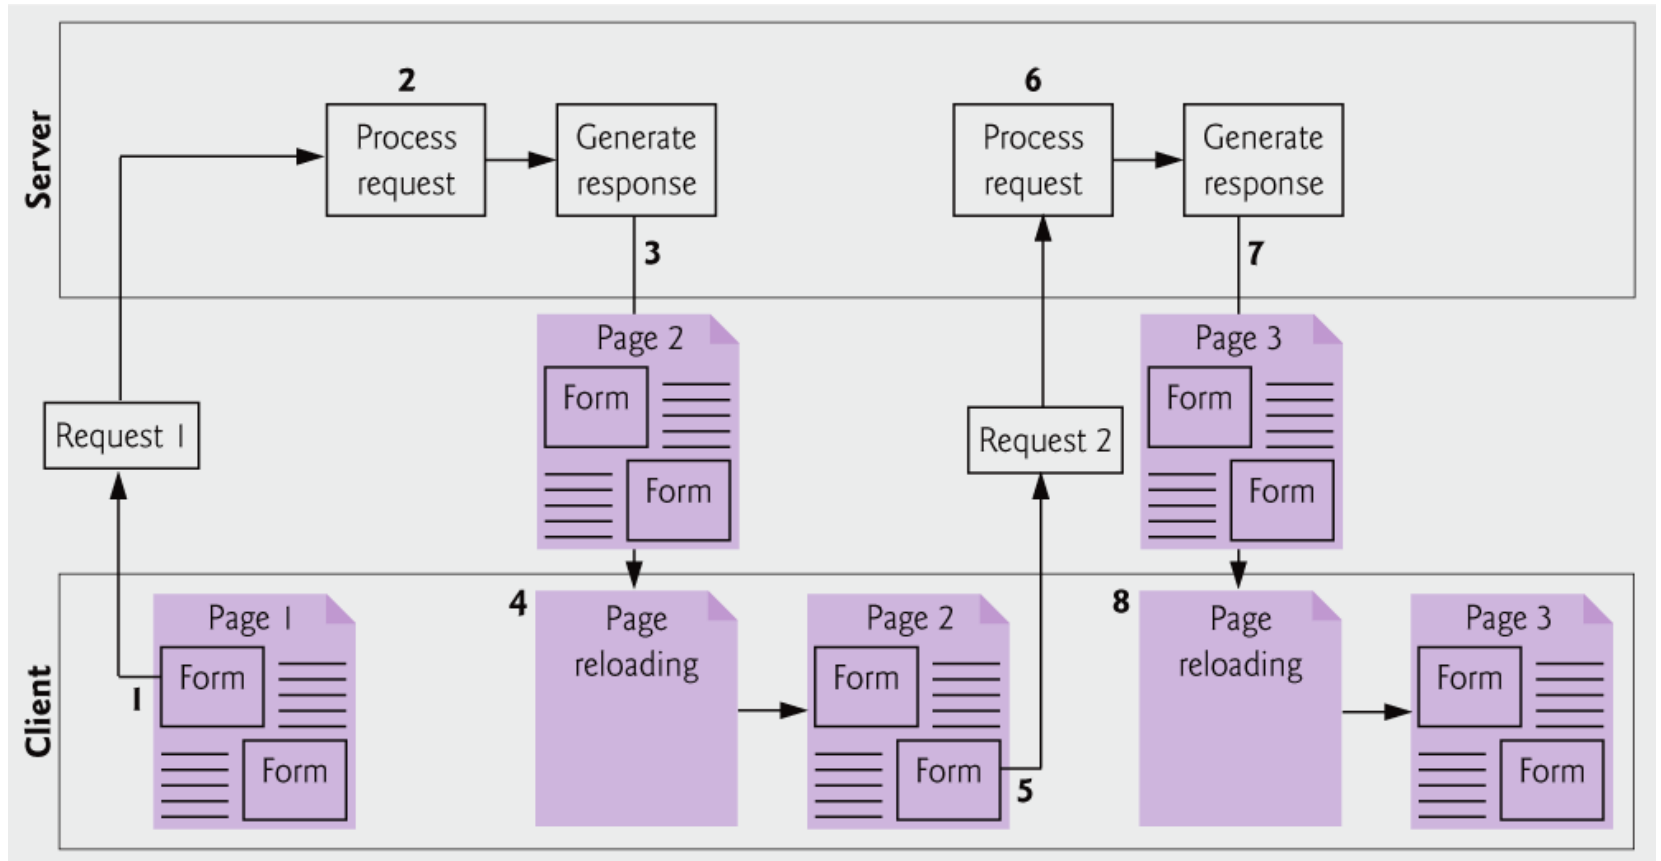 Server
2
Process
request
Generate
response
3
6
Process
request
Generate
response
7
Request 1
Page 2
Form
Form
Request 2
Page 3
Form
Form
Client
Page 1
Form
1
Form
4
Page
reloading
Page 2
Form
Form
5
8
Page
reloading
Page 3
Form
Form